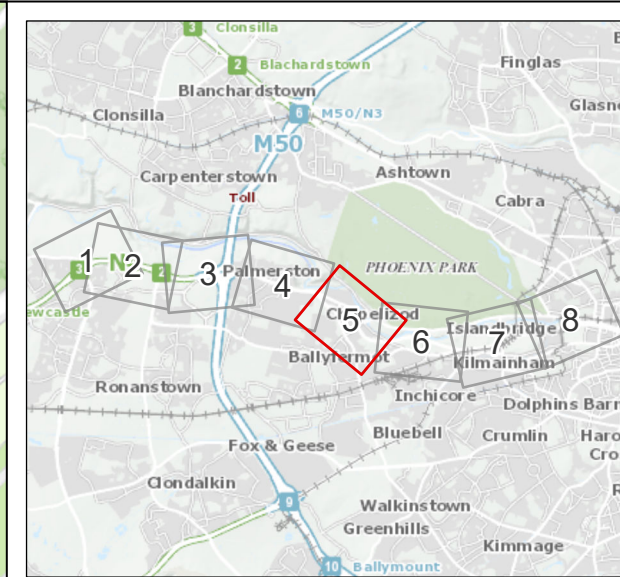 3 Clonsilla
Finglas
2 Blachardstown
Blanchardstown
Glasn
Clonsilla
6 M50/N3
M50
Carpenterstown
Ashtown
Toll
Cabra
1
N
2
3
Palmerston
PHOENIX PARK
3
2
4
8
ewcastle
5
Chapelizod
Islandbridge
6
7
Ballyfermot
Kilmainham
Ronanstown
Inchicore
Dolphins Barr
Bluebell
Crumlin
Haro
Cro
Fox & Geese
Clondalkin
R
9
Walkinstown
Greenhills
Kimmage
10 Ballymount